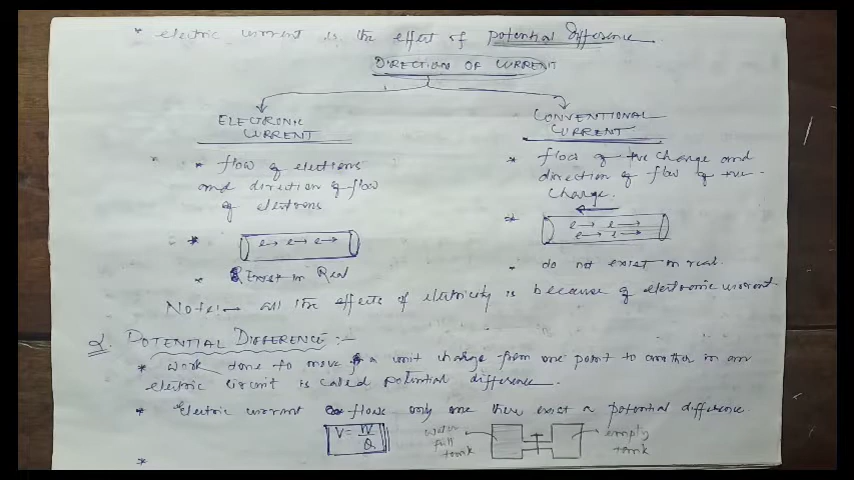 * electric current is the effect of potential difference.
DIRECTION OF CURRENT
ELECTRONIC
CURRENT
* flow of electrons
and direction of flow
of electrons
* e→ e→ e→
* Exist in Real
CONVENTIONAL
CURRENT
* flow of +ve charge and
direction of flow of +ve
charge.
* e→ e→
e→ e→
* do not exist in real.
Note:→ all the effects of electricity is because of electronic current.
2. POTENTIAL DIFFERENCE :-
* Work done to move a unit charge from one point to another in an
electric circuit is called potential difference.
* Electric current flows only one there exist a potential difference.
V = W/Q
water
full
tank
empty
tank
*